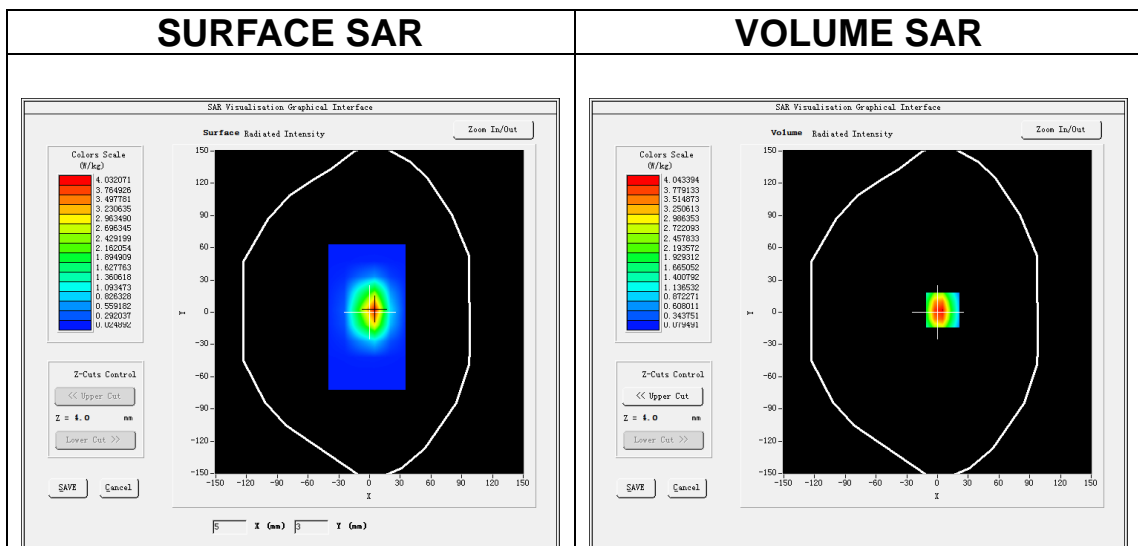 SURFACE SAR
VOLUME SAR
SAR Visualisation Graphical Interface
Surface Radiated Intensity
Zoom In/Out
Colors Scale
(W/kg)
4.032071
3.764926
3.497781
3.230635
2.963490
2.696345
2.429199
2.162054
1.894909
1.627763
1.360618
1.093473
0.826328
0.559182
0.292037
0.024892
Z-Cuts Control
<< Upper Cut
Z = 4.0 mm
Lower Cut >>
SAVE
Cancel
150
120
90
60
30
0
-30
-60
-90
-120
-150
Y
-150 -120 -90 -60 -30 0 30 60 90 120 150
X
5 X (mm) 3 Y (mm)
SAR Visualisation Graphical Interface
Volume Radiated Intensity
Zoom In/Out
Colors Scale
(W/kg)
4.043394
3.779133
3.514873
3.250613
2.986353
2.722093
2.457833
2.193572
1.929312
1.665052
1.400792
1.136532
0.872271
0.608011
0.343751
0.079491
Z-Cuts Control
<< Upper Cut
Z = 4.0 mm
Lower Cut >>
SAVE
Cancel
150
120
90
60
30
0
-30
-60
-90
-120
-150
Y
-150 -120 -90 -60 -30 0 30 60 90 120 150
X